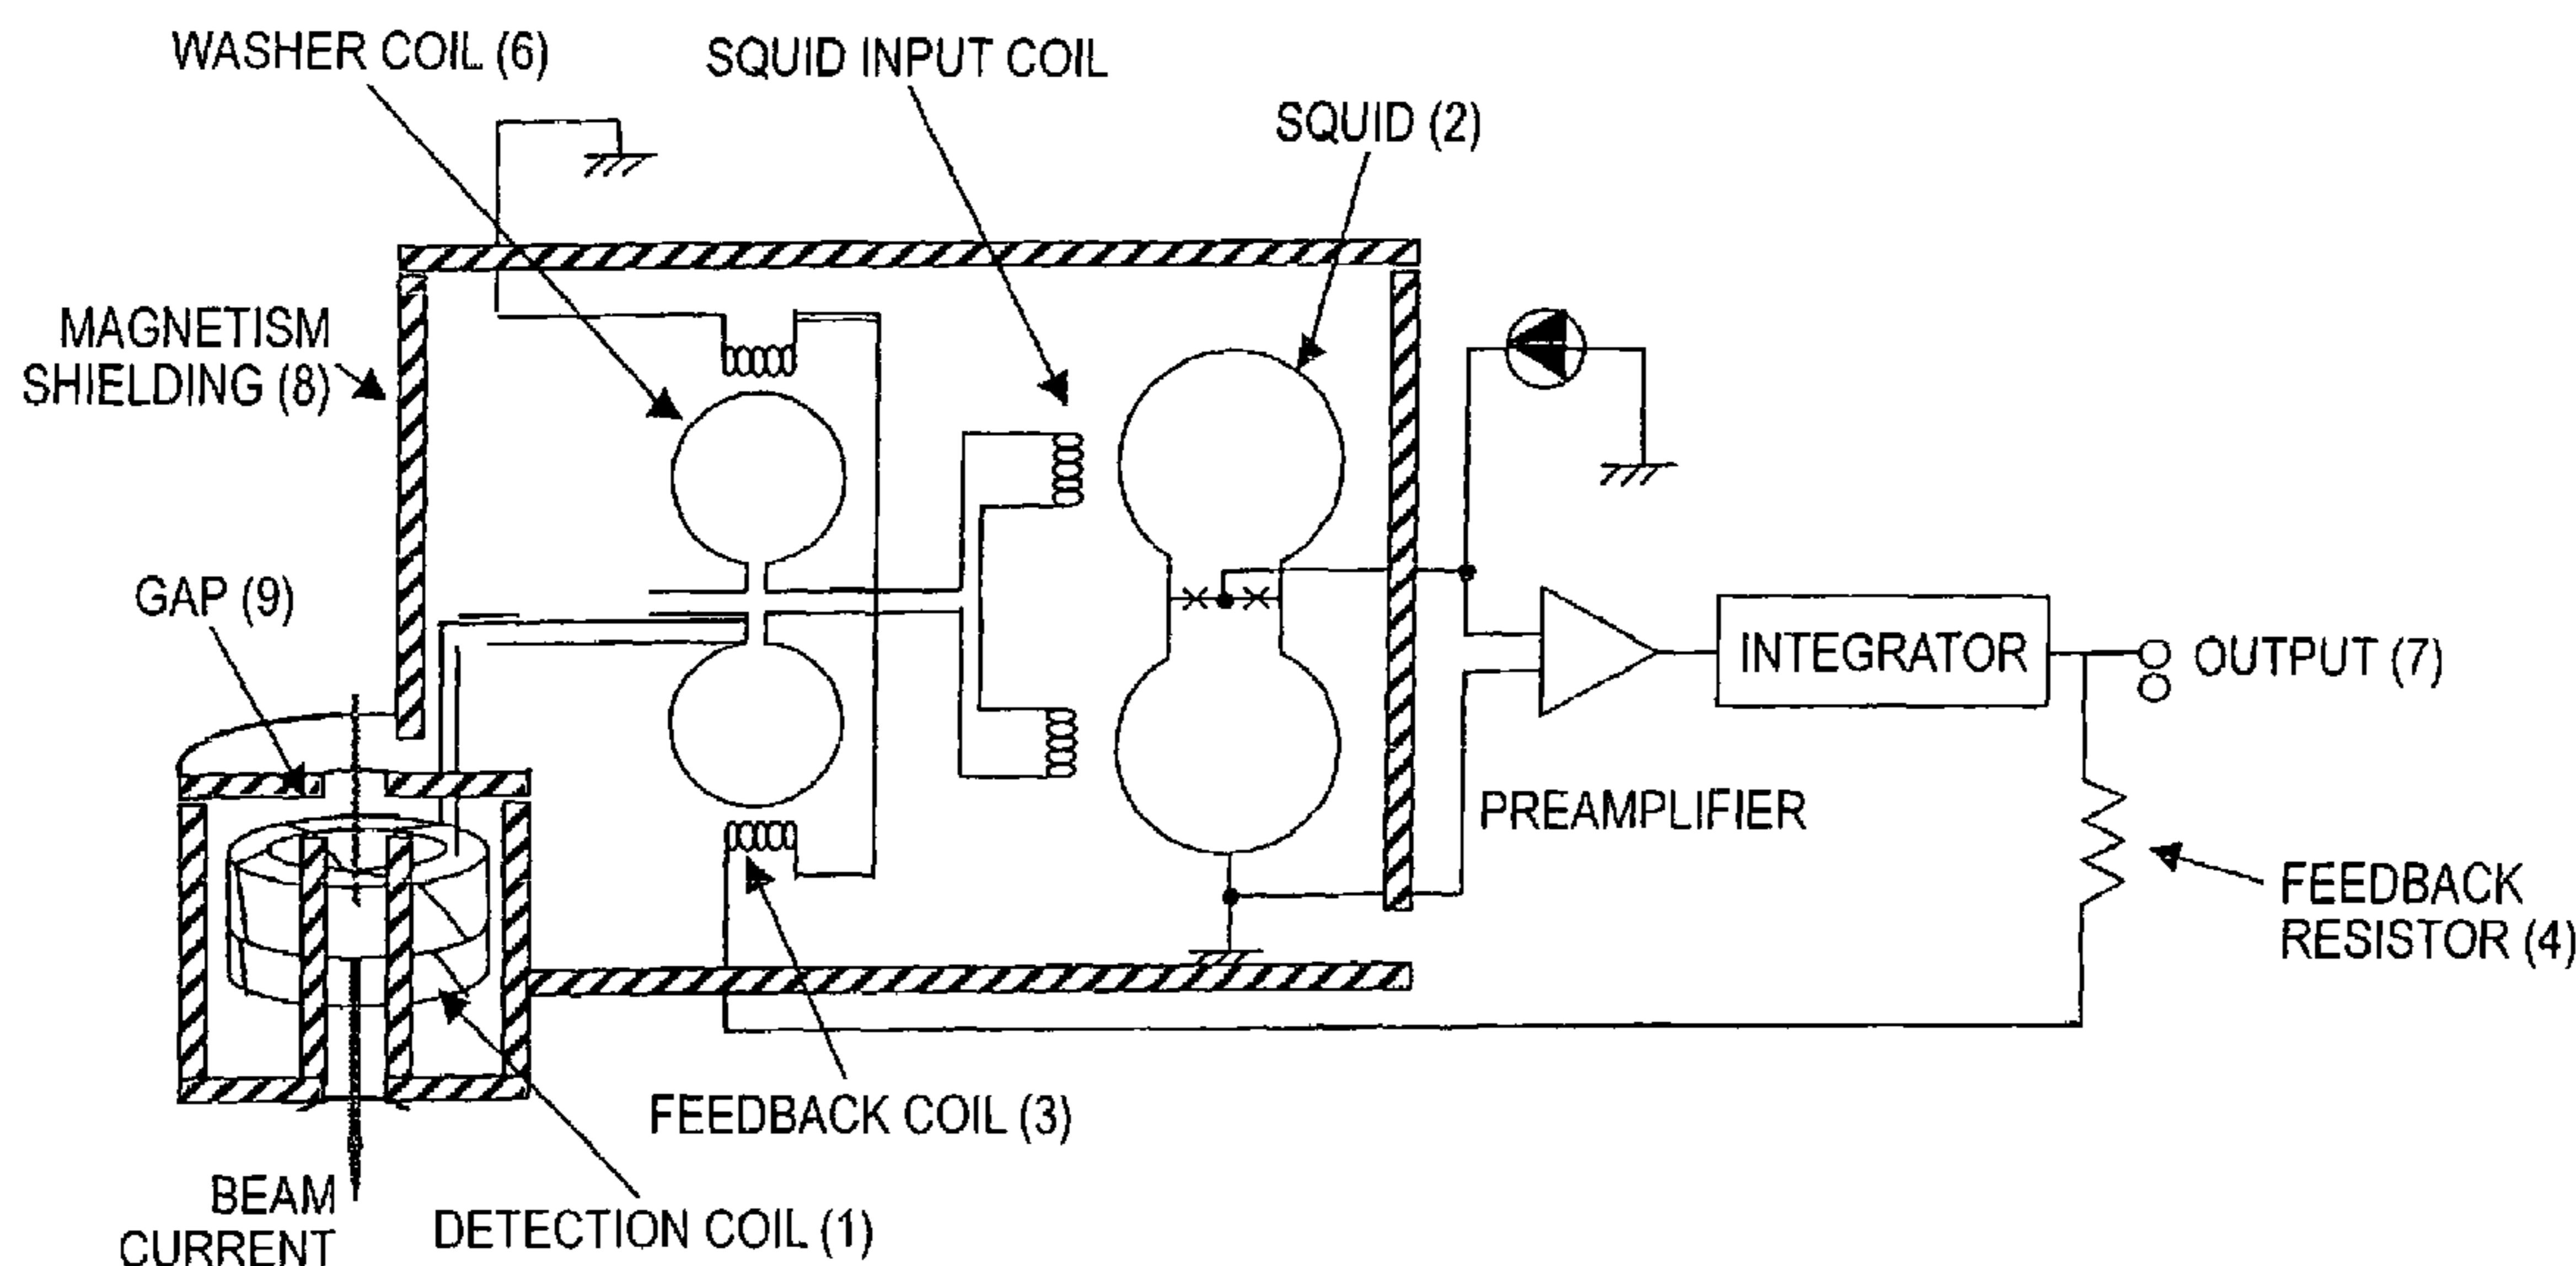 WASHER COIL (6)
SQUID INPUT COIL
SQUID (2)
MAGNETISM
SHIELDING (8)
GAP (9)
INTEGRATOR
OUTPUT (7)
PREAMPLIFIER
FEEDBACK
RESISTOR (4)
FEEDBACK COIL (3)
BEAM
CURRENT
DETECTION COIL (1)